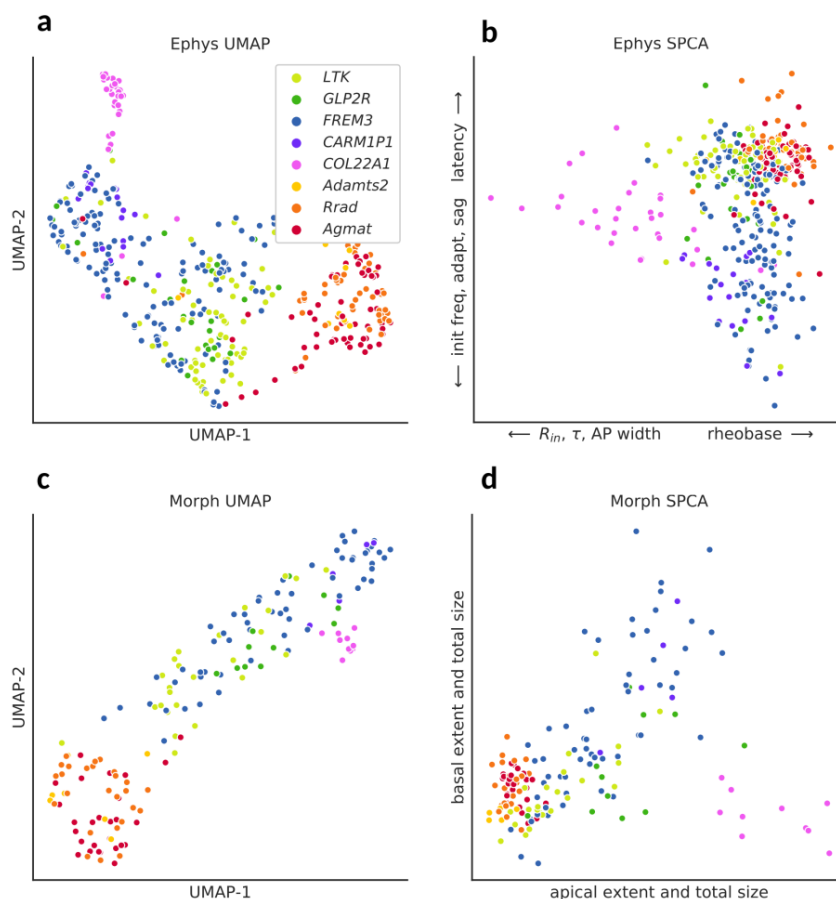 a
Ephys UMAP
LTK
GLP2R
FREM3
CARM1P1
COL22A1
Adamts2
Rrad
Agmat
UMAP-2
UMAP-1
b
Ephys SPCA
⟵ init freq, adapt, sag latency ⟶
⟵ Rin, τ, AP width rheobase ⟶
c
Morph UMAP
UMAP-2
UMAP-1
d
Morph SPCA
basal extent and total size
apical extent and total size